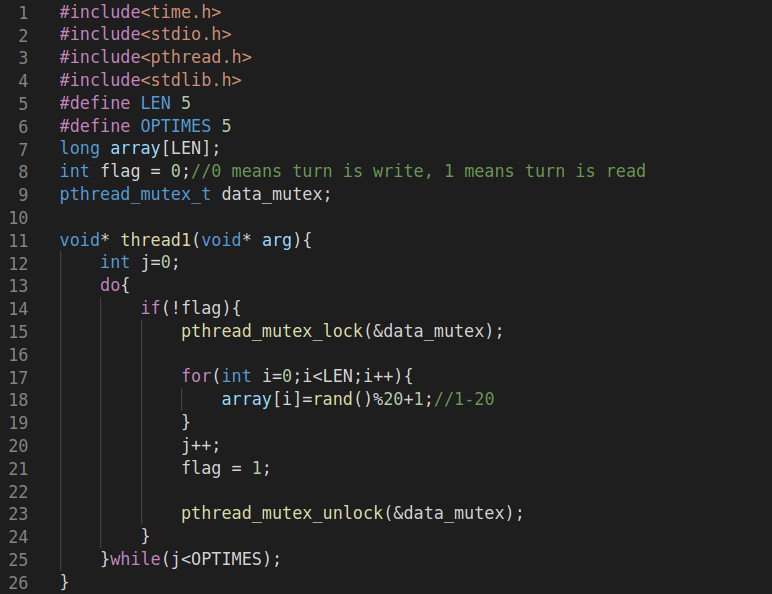 1 #include<time.h>
2 #include<stdio.h>
3 #include<pthread.h>
4 #include<stdlib.h>
5 #define LEN 5
6 #define OPTIMES 5
7 long array[LEN];
8 int flag = 0;//0 means turn is write, 1 means turn is read
9 pthread_mutex_t data_mutex;
10
11 void* thread1(void* arg){
12     int j=0;
13     do{
14         if(!flag){
15             pthread_mutex_lock(&data_mutex);
16
17             for(int i=0;i<LEN;i++){
18                 array[i]=rand()%20+1;//1-20
19             }
20             j++;
21             flag = 1;
22
23             pthread_mutex_unlock(&data_mutex);
24         }
25     }while(j<OPTIMES);
26 }